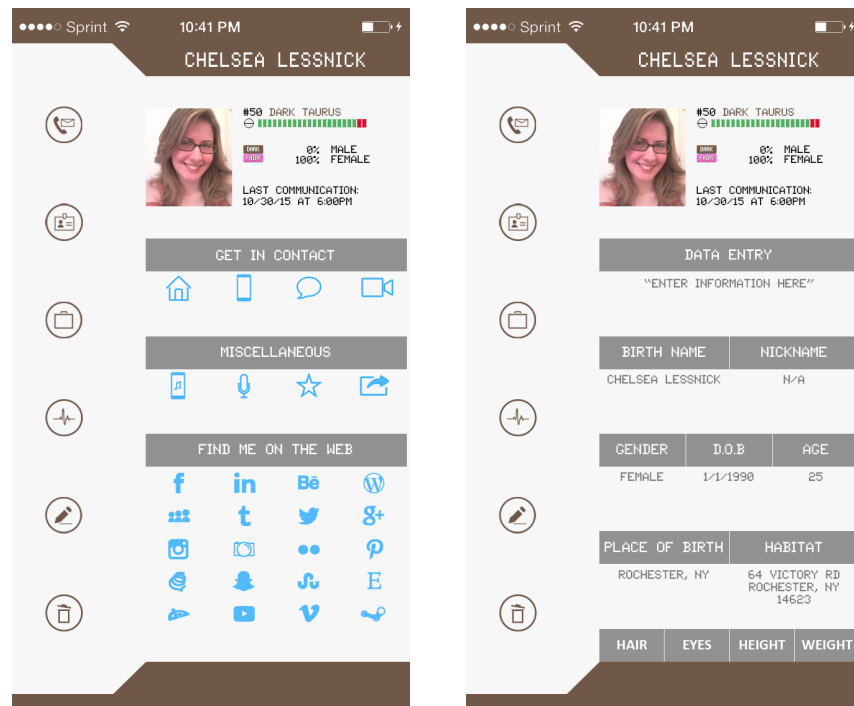 Sprint 10:41 PM
CHELSEA LESSNICK
#50 DARK TAURUS
DARK 0% MALE
FAIRY 100% FEMALE
LAST COMMUNICATION:
10/30/15 AT 6:00PM
GET IN CONTACT
MISCELLANEOUS
FIND ME ON THE WEB
f in Bē W
t g+
E
Sprint 10:41 PM
CHELSEA LESSNICK
#50 DARK TAURUS
DARK 0% MALE
FAIRY 100% FEMALE
LAST COMMUNICATION:
10/30/15 AT 6:00PM
DATA ENTRY
“ENTER INFORMATION HERE”
BIRTH NAME NICKNAME
CHELSEA LESSNICK N/A
GENDER D.O.B AGE
FEMALE 1/1/1990 25
PLACE OF BIRTH HABITAT
ROCHESTER, NY 64 VICTORY RD
ROCHESTER, NY
14623
HAIR EYES HEIGHT WEIGHT